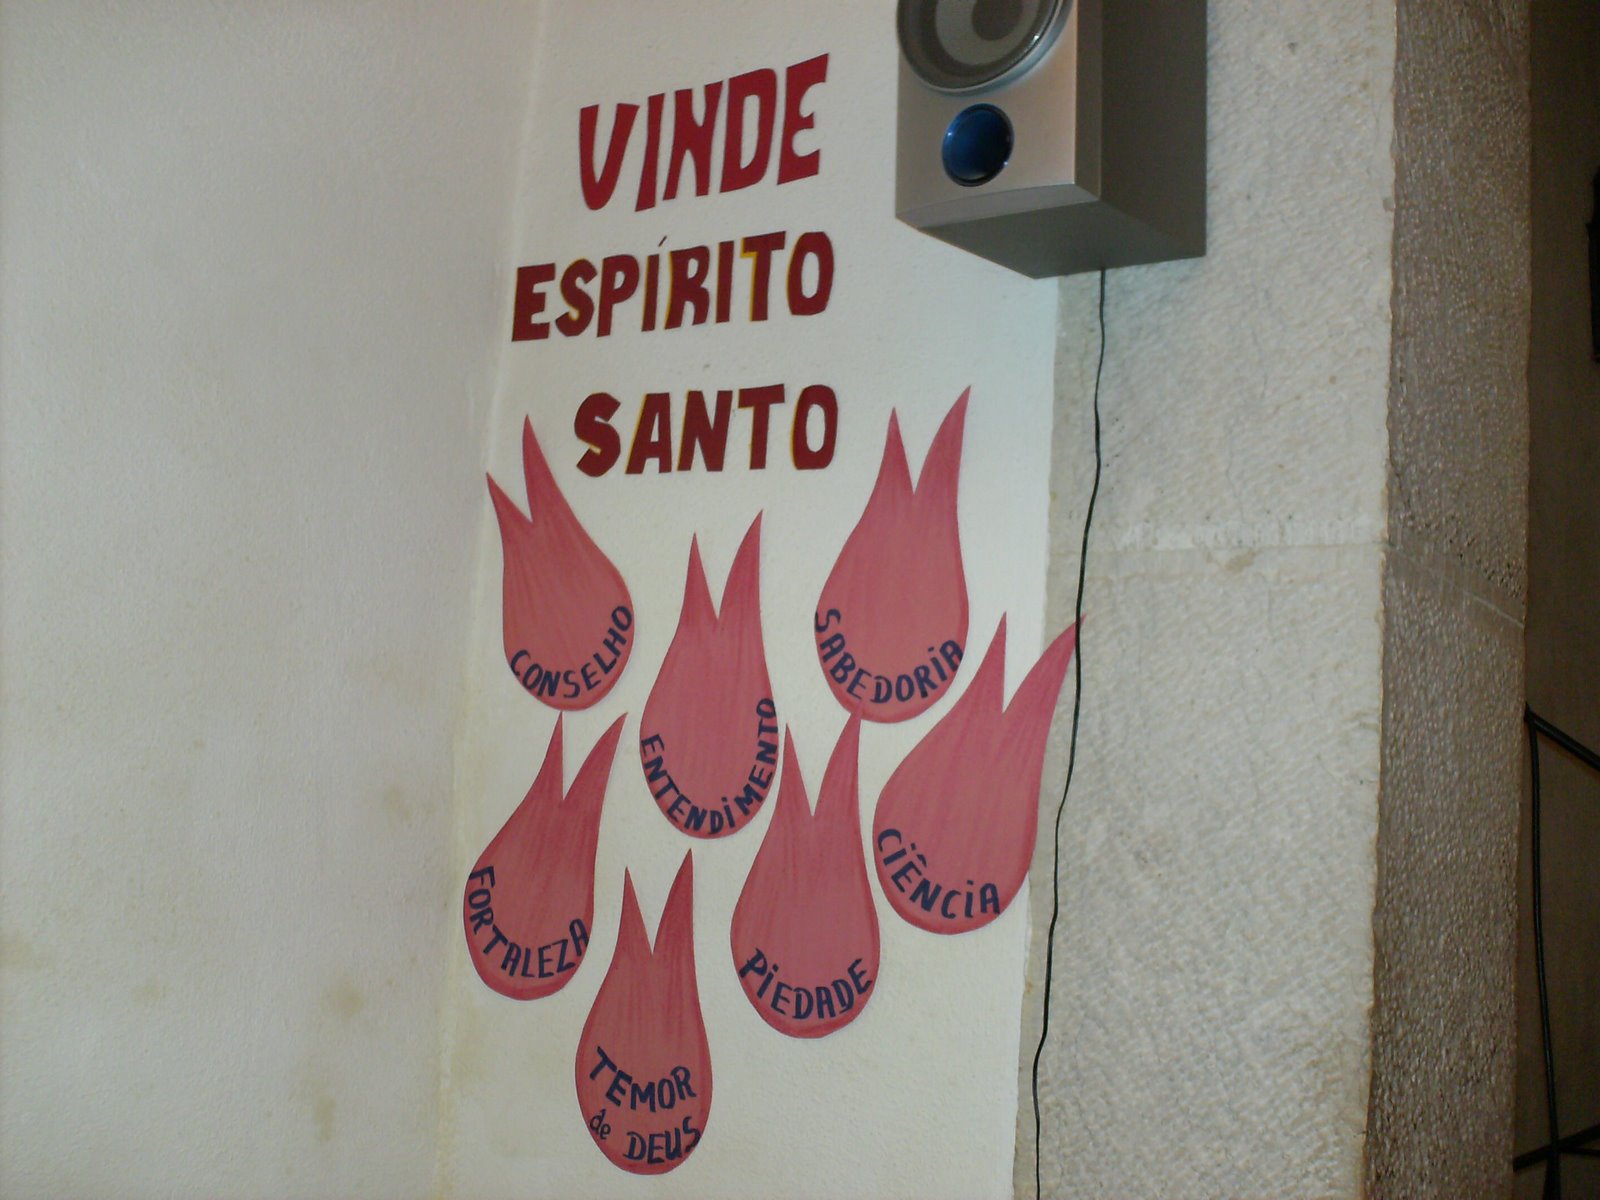 VINDE
ESPÍRITO
SANTO
CONSELHO
SABEDORIA
ENTENDIMENTO
CIÊNCIA
FORTALEZA
PIEDADE
TEMOR
de DEUS